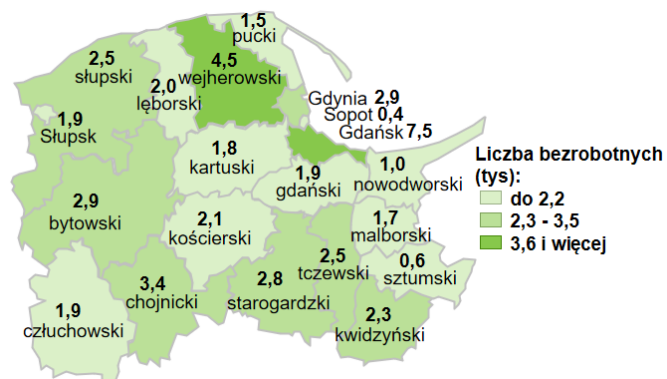 1,5
pucki
2,5
słupski
4,5
wejherowski
2,0
lęborski
Gdynia 2,9
Sopot 0,4
Gdańsk 7,5
1,9
Słupsk
1,8
kartuski
1,9
gdański
1,0
nowodworski
2,9
bytowski
2,1
kościerski
1,7
malborski
0,6
sztumski
2,5
tczewski
2,8
starogardzki
3,4
chojnicki
1,9
człuchowski
2,3
kwidzyński
Liczba bezrobotnych
(tys):
do 2,2
2,3 - 3,5
3,6 i więcej